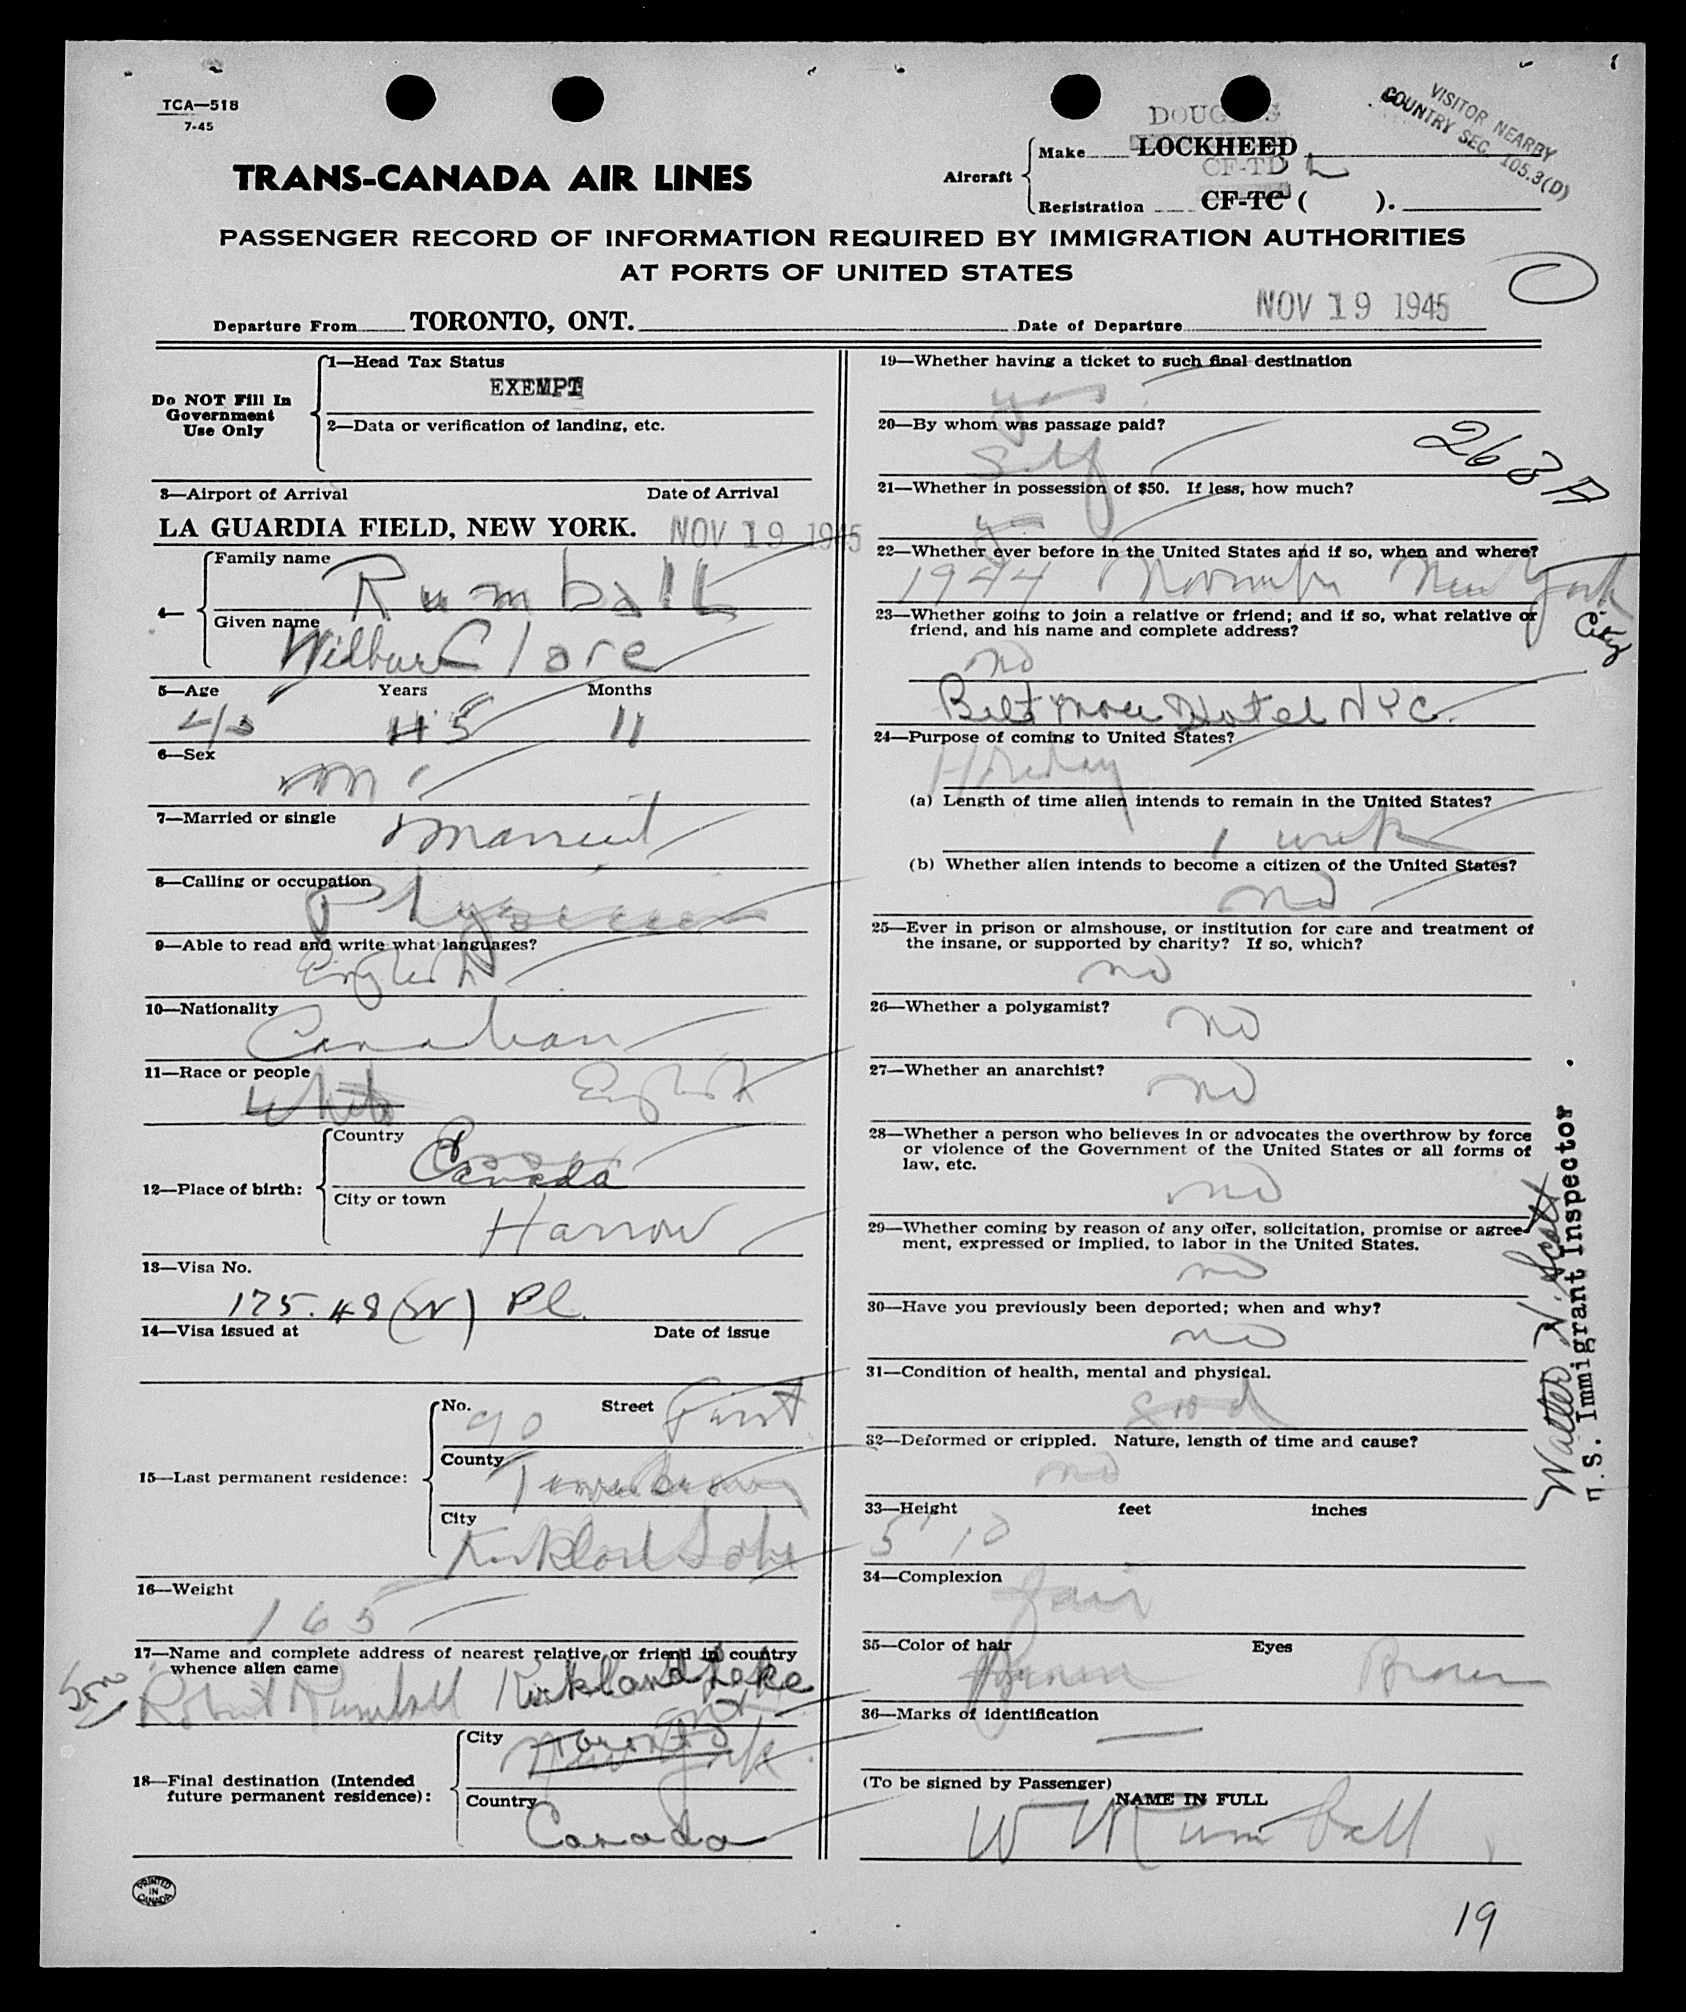 TCA—518
7-45
VISITOR NEARBY
COUNTRY SEC. 105.3(D)
DOUGLAS
TRANS-CANADA AIR LINES
Aircraft
Make LOCKHEED
CF-TD L
Registration CF-TC ( ).
PASSENGER RECORD OF INFORMATION REQUIRED BY IMMIGRATION AUTHORITIES
AT PORTS OF UNITED STATES
Departure From TORONTO, ONT. Date of Departure NOV 19 1945
Do NOT Fill In
Government
Use Only
1—Head Tax Status
EXEMPT
2—Data or verification of landing, etc.
3—Airport of Arrival Date of Arrival
LA GUARDIA FIELD, NEW YORK. NOV 19 1945
4—
Family name Rumball
Given name Wilbur Clare
5—Age Years Months
45 45 11
6—Sex
M
7—Married or single
Married
8—Calling or occupation
Physician
9—Able to read and write what languages?
English
10—Nationality
Canadian
11—Race or people
White English
12—Place of birth:
Country
Canada
City or town
Harrow
13—Visa No.
175.48 (W) Pl.
14—Visa issued at Date of issue
15—Last permanent residence:
No. 90 Street First
County
City
Kirkland Lake
16—Weight
165
17—Name and complete address of nearest relative or friend in country
whence alien came
Son Robert Rumball Kirkland Lake
Ont
18—Final destination (Intended
future permanent residence):
City Toronto
New York
Country
Canada
PRINTED
IN
CANADA
19—Whether having a ticket to such final destination
yes
20—By whom was passage paid?
Self
263 A
21—Whether in possession of $50. If less, how much?
yes
22—Whether ever before in the United States and if so, when and where?
1944 November New York
City
23—Whether going to join a relative or friend; and if so, what relative or
friend, and his name and complete address?
no
Biltmore Hotel NYC.
24—Purpose of coming to United States?
Holiday
(a) Length of time alien intends to remain in the United States?
1 week
(b) Whether alien intends to become a citizen of the United States?
no
25—Ever in prison or almshouse, or institution for care and treatment of
the insane, or supported by charity? If so, which?
no
26—Whether a polygamist?
no
27—Whether an anarchist?
no
28—Whether a person who believes in or advocates the overthrow by force
or violence of the Government of the United States or all forms of
law, etc.
no
29—Whether coming by reason of any offer, solicitation, promise or agree-
ment, expressed or implied, to labor in the United States.
no
30—Have you previously been deported; when and why?
no
31—Condition of health, mental and physical.
good
32—Deformed or crippled. Nature, length of time and cause?
no
33—Height feet inches
5' 10
34—Complexion
fair
35—Color of hair Eyes
Brown Brown
36—Marks of identification
—
(To be signed by Passenger)
NAME IN FULL
Walter N. Scott
U.S. Immigrant Inspector
19